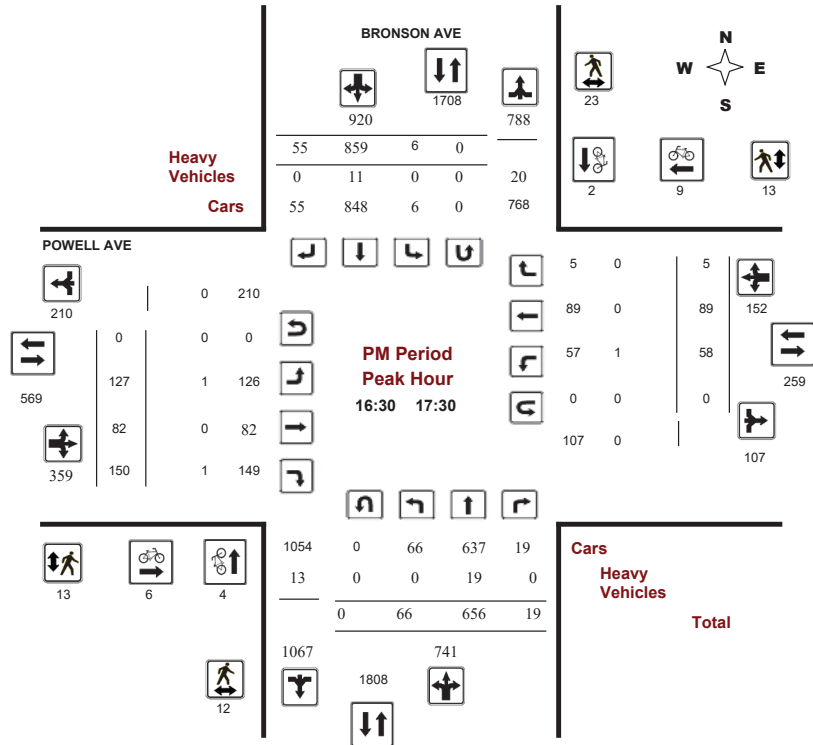 BRONSON AVE
N
W E
S
1708
23
920 788
55 859 6 0
Heavy
Vehicles
0 11 0 0 20
Cars
55 848 6 0 768
2 9 13
POWELL AVE
210
0 210
5 0 5
152
0 0 0
89 0 89
569
127 1 126
57 1 58
259
PM Period
Peak Hour
16:30 17:30
0 0 0
82 0 82
107 0
107
359
150 1 149
1054 0 66 637 19
Cars
13 0 0 19 0
Heavy
Vehicles
13 6 4
0 66 656 19
Total
1067 741
1808
12